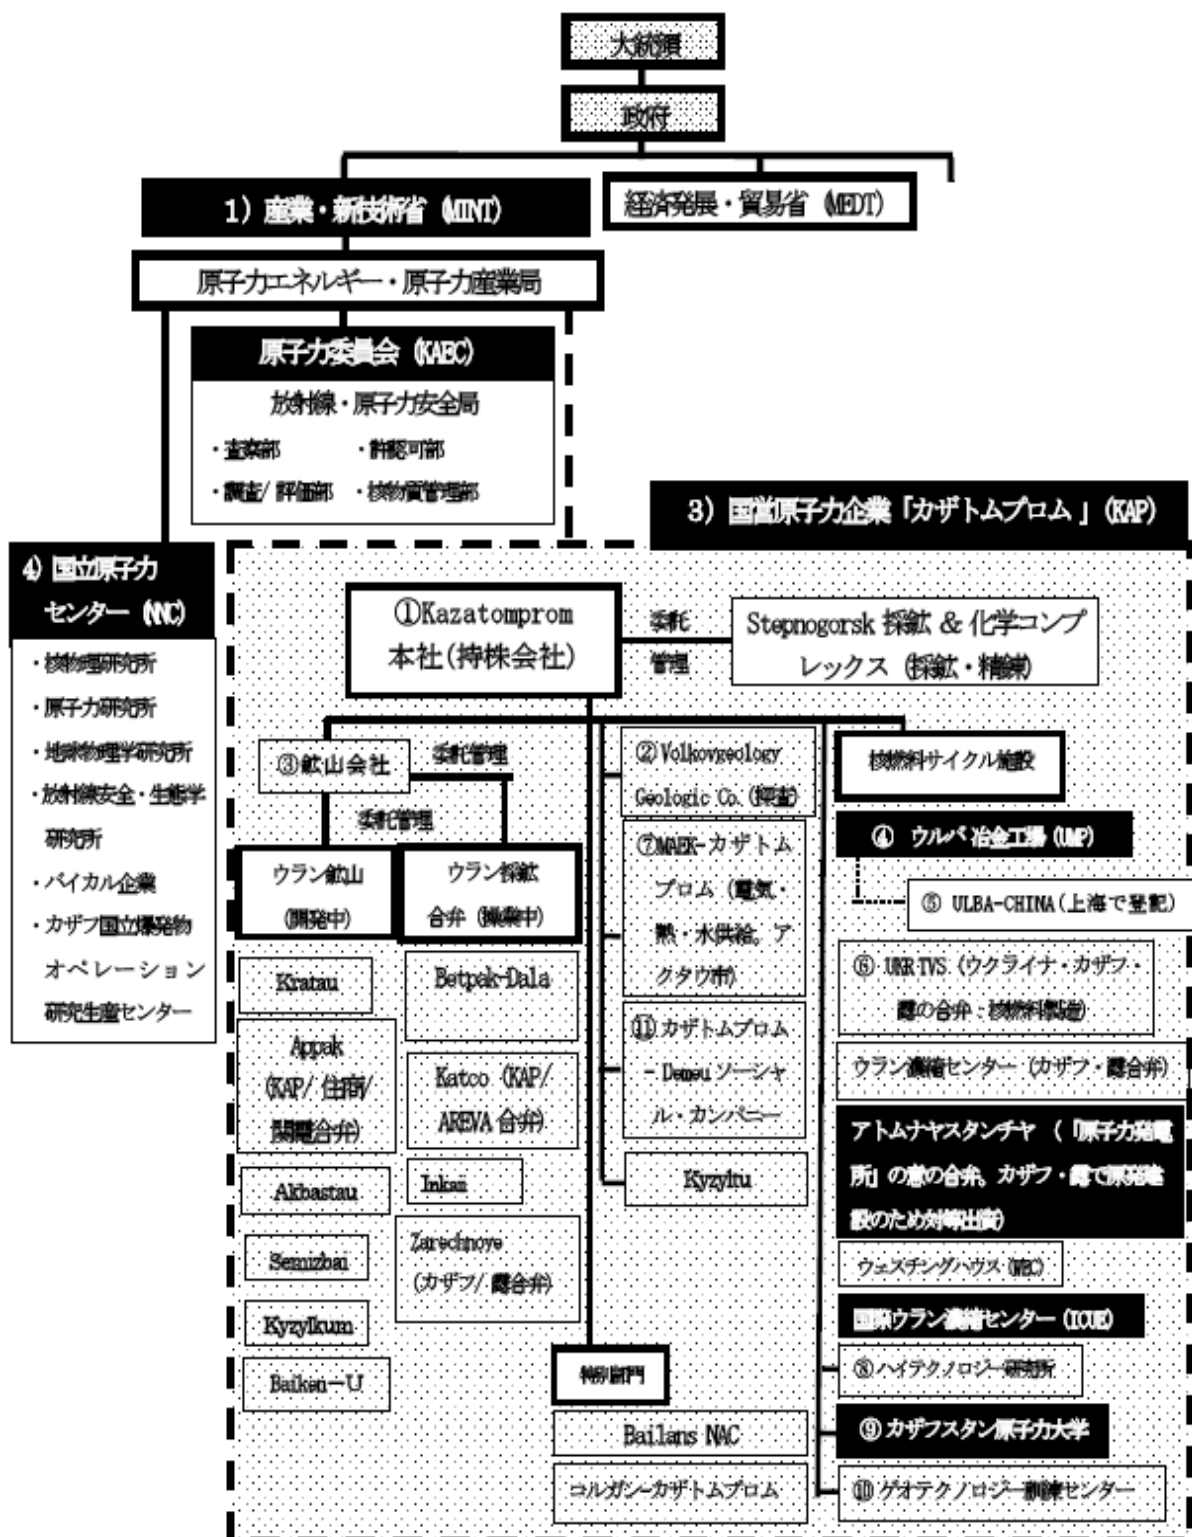 大統領
政府
1) 産業・新技術省 (MINT)
経済発展・貿易省 (MEDT)
原子力エネルギー・原子力産業局
原子力委員会 (KAEC)
放射線・原子力安全局
・査察部
・許認可部
・調査/評価部
・核物質管理部
3) 国営原子力企業「カザトムプロム 」(KAP)
4) 国立原子力
センター (NNC)
・核物理研究所
・原子力研究所
・地球物理学研究所
・放射線安全・生態学
研究所
・バイカル企業
・カザフ国立爆発物
オペレーション
研究生産センター
①Kazatomprom
本社(持株会社)
委託
管理
Stepnogorsk 採鉱 & 化学コンプ
レックス (採鉱・精錬)
③鉱山会社
委託管理
委託管理
ウラン鉱山
(開発中)
ウラン採鉱
合弁 (操業中)
Kratau
Appak
(KAP/ 住商/
関電合弁)
Akbastau
Semizbai
Kyzylkum
Baiken－U
Betpak-Dala
Katco (KAP/
AREVA 合弁)
Inkai
Zarechnoye
(カザフ/ 露合弁)
②Volkovgeology
Geologic Co. (探査)
⑦MAEK-カザトム
プロム (電気・
熱・水供給。ア
クタウ市)
⑪カザトムプロム
- Demeu ソーシャ
ル・カンパニー
Kyzyltu
特別部門
Bailans NAC
コルガン-カザトムプロム
核燃料サイクル施設
④ ウルバ 冶金工場 (UMP)
⑤ ULBA-CHINA(上海で登記)
⑥ UKR TVS (ウクライナ・カザフ・
露の合弁：核燃料製造)
ウラン濃縮センター (カザフ・露合弁)
アトムナヤスタンチヤ (「原子力発電
所」の意の合弁。カザフ・露で原発建
設のため対等出資)
ウェスチングハウス (WEC)
国際ウラン濃縮センター (ICUE)
⑧ハイテクノロジー研究所
⑨カザフスタン原子力大学
⑩ゲオテクノロジー訓練センター